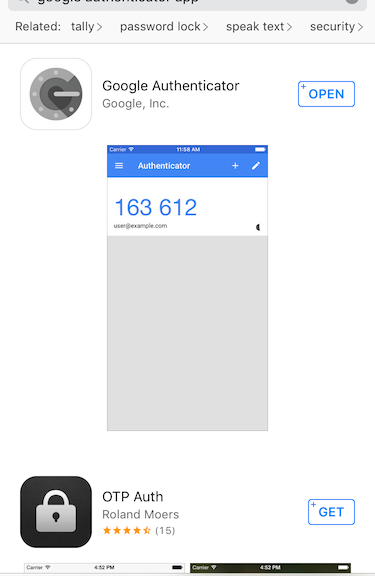 google authenticator app
Related: tally> password lock> speak text> security>
Google Authenticator
Google, Inc.
+ OPEN
Carrier 11:58 AM
Authenticator
163 612
user@example.com
OTP Auth
Roland Moers
(15)
+ GET
Carrier 4:52 PM
Carrier 4:52 PM